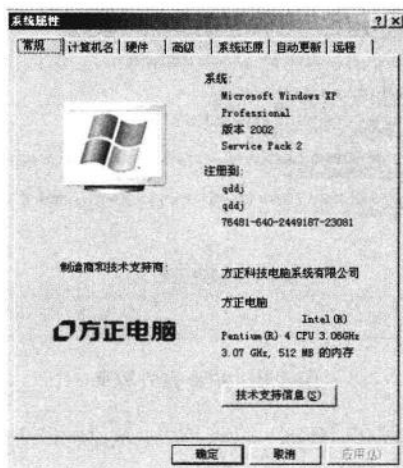 系统属性
常规 计算机名 硬件 高级 系统还原 自动更新 远程
系统:
Microsoft Windows XP
Professional
版本 2002
Service Pack 2
注册到:
qddj
qddj
76481-640-2449187-23081
制造商和技术支持商:
方正科技电脑系统有限公司
方正电脑
方正电脑
Intel(R)
Pentium(R) 4 CPU 3.06GHz
3.07 GHz, 512 MB 的内存
技术支持信息(S)
确定 取消 应用(A)